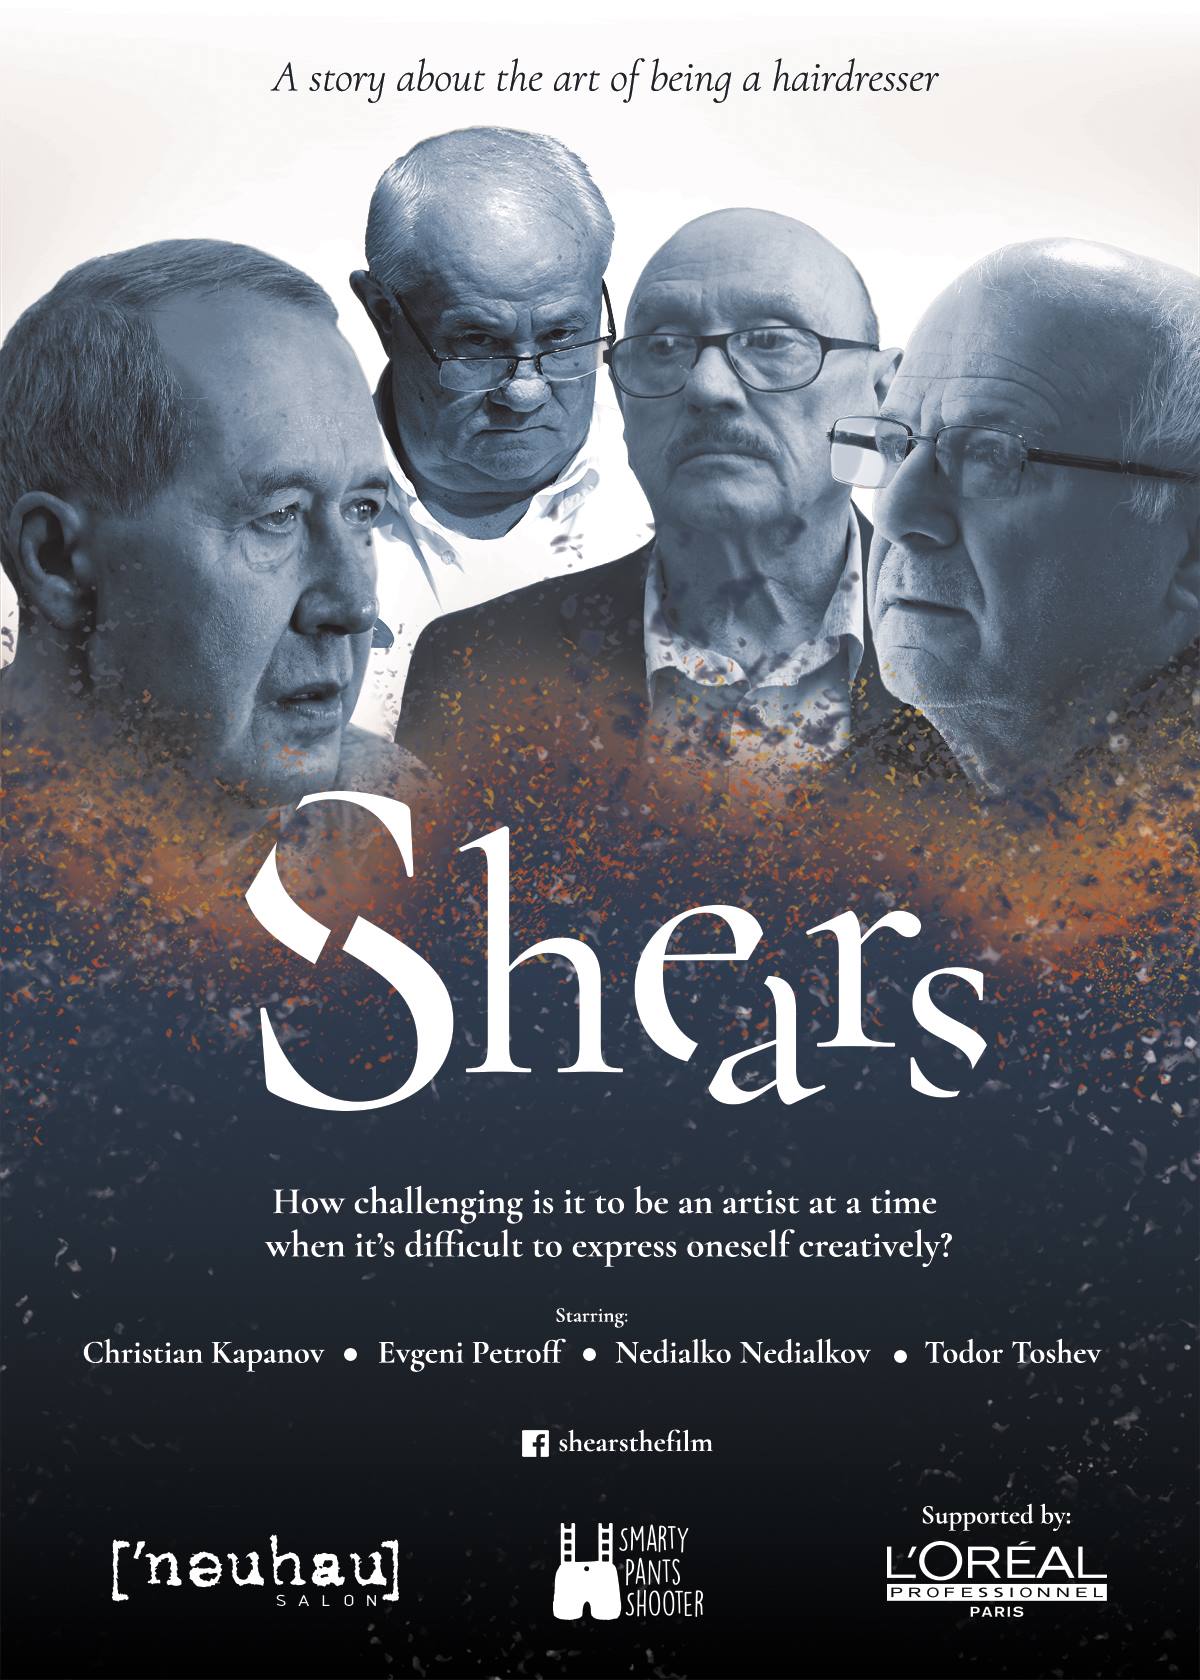 A story about the art of being a hairdresser
Shears
How challenging is it to be an artist at a time
when it's difficult to express oneself creatively?
Starring:
Christian Kapanov ● Evgeni Petroff ● Nedialko Nedialkov ● Todor Toshev
shearsthefilm
['nəuhau]
SALON
SMARTY
PANTS
SHOOTER
Supported by:
L'ORÉAL
PROFESSIONNEL
PARIS